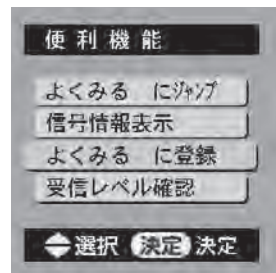 便利機能
よくみる にジャンプ
信号情報表示
よくみる に登録
受信レベル確認
選択 決定 決定